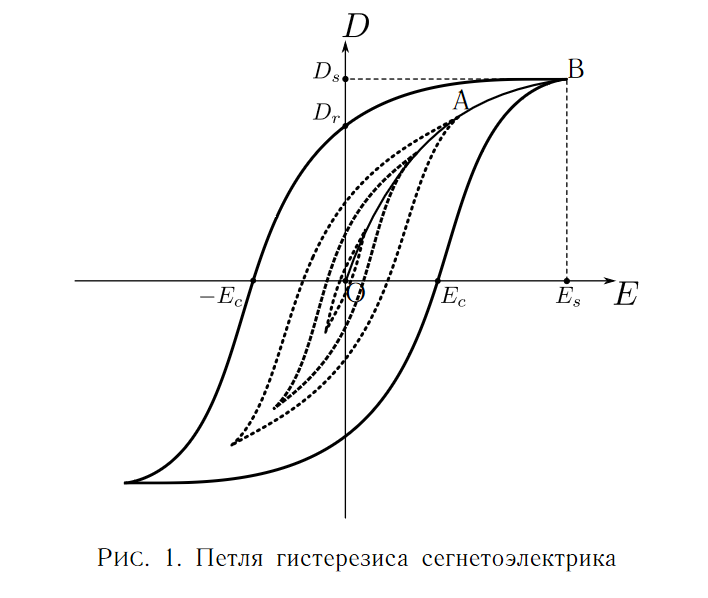 D
D_s
B
A
D_r
−E_c
O
E_c
E_s
E
Рис. 1. Петля гистерезиса сегнетоэлектрика